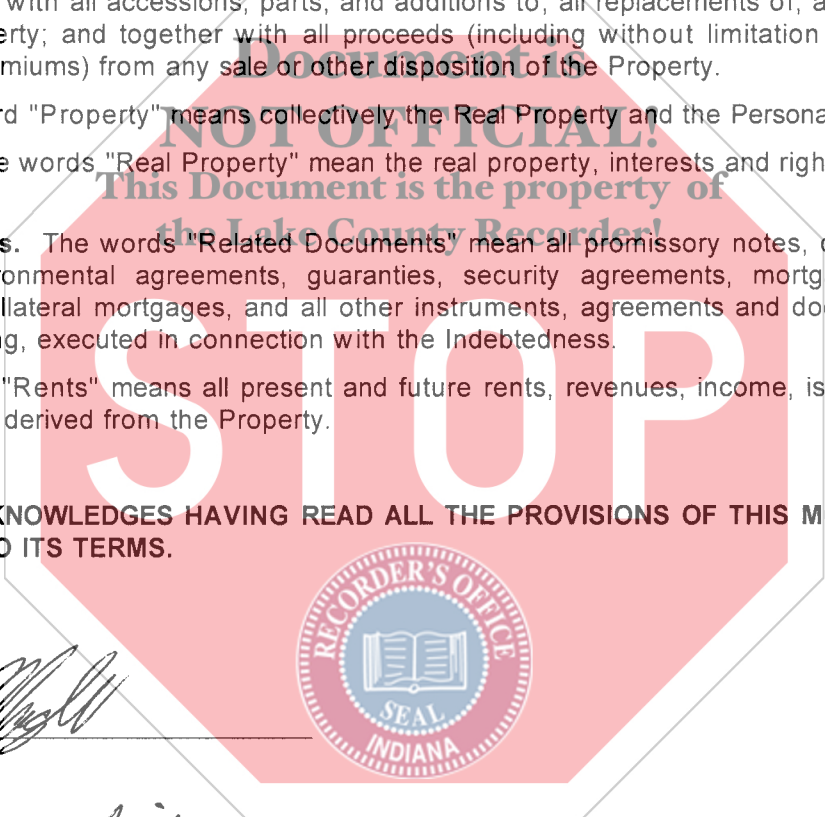 with all accessions, parts, and additions to, all replacements of, a
erty; and together with all proceeds (including without limitation
miums) from any sale or other disposition of the Property.
Document is
rd "Property" means collectively the Real Property and the Persona
NOT OFFICIAL!
e words "Real Property" mean the real property, interests and righ
This Document is the property of
the Lake County Recorder!
s. The words "Related Documents" mean all promissory notes,
onmental agreements, guaranties, security agreements, mortg
llateral mortgages, and all other instruments, agreements and do
g, executed in connection with the Indebtedness.
STOP
"Rents" means all present and future rents, revenues, income, is
derived from the Property.
KNOWLEDGES HAVING READ ALL THE PROVISIONS OF THIS M
O ITS TERMS.
RECORDER'S OFFICE
SEAL
INDIANA